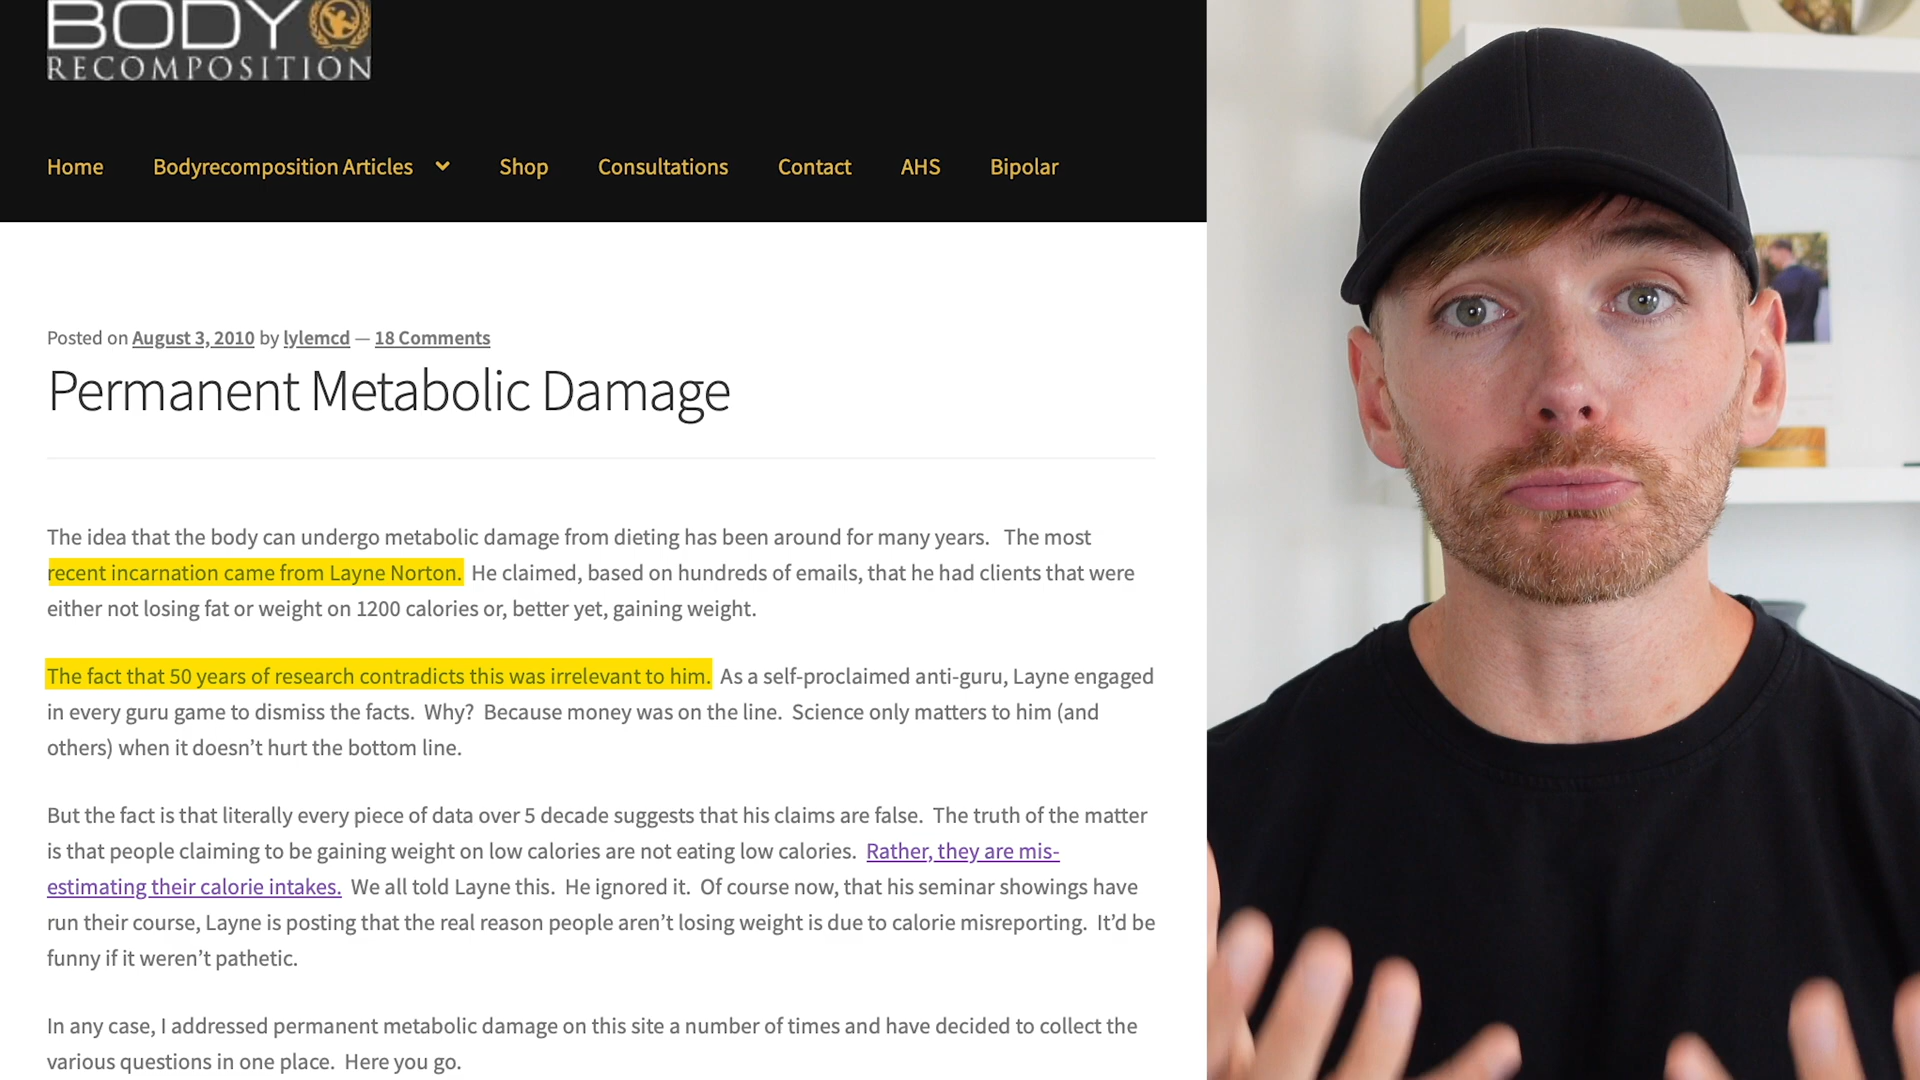 BODY
RECOMPOSITION
Home Bodyrecomposition Articles Shop Consultations Contact AHS Bipolar
Posted on August 3, 2010 by lylemcd — 18 Comments
Permanent Metabolic Damage
The idea that the body can undergo metabolic damage from dieting has been around for many years. The most
recent incarnation came from Layne Norton. He claimed, based on hundreds of emails, that he had clients that were
either not losing fat or weight on 1200 calories or, better yet, gaining weight.
The fact that 50 years of research contradicts this was irrelevant to him. As a self-proclaimed anti-guru, Layne engaged
in every guru game to dismiss the facts. Why? Because money was on the line. Science only matters to him (and
others) when it doesn't hurt the bottom line.
But the fact is that literally every piece of data over 5 decade suggests that his claims are false. The truth of the matter
is that people claiming to be gaining weight on low calories are not eating low calories. Rather, they are mis-
estimating their calorie intakes. We all told Layne this. He ignored it. Of course now, that his seminar showings have
run their course, Layne is posting that the real reason people aren't losing weight is due to calorie misreporting. It'd be
funny if it weren't pathetic.
In any case, I addressed permanent metabolic damage on this site a number of times and have decided to collect the
various questions in one place. Here you go.